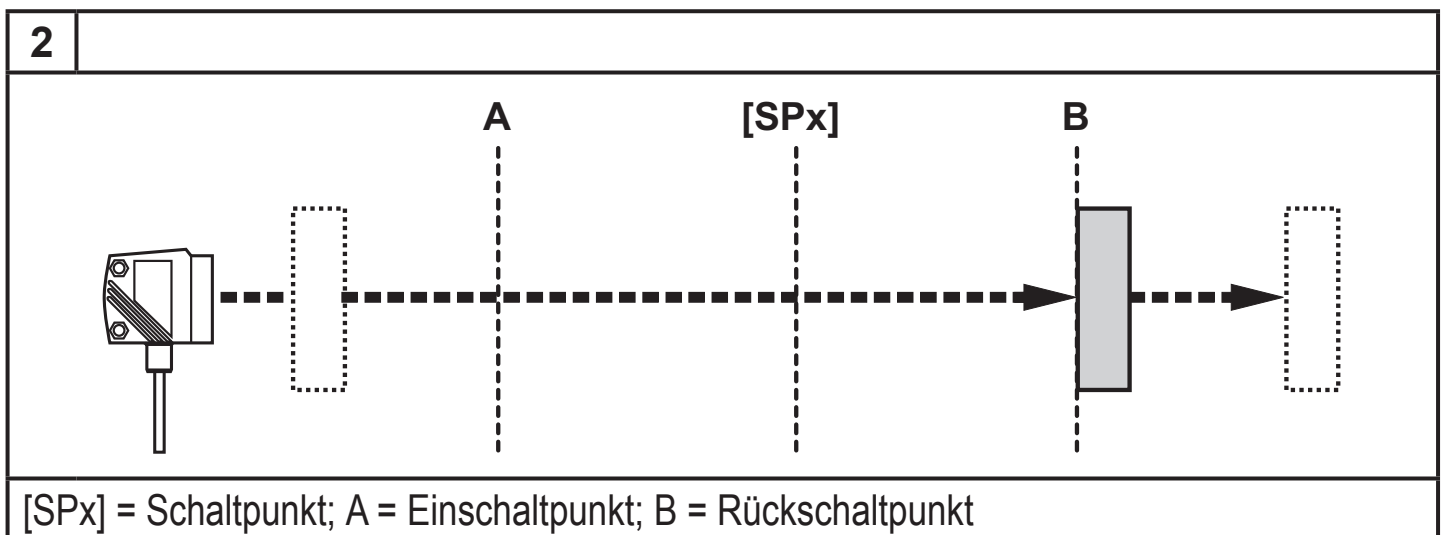 2
A [SPx] B
[SPx] = Schaltpunkt; A = Einschaltpunkt; B = Rückschaltpunkt